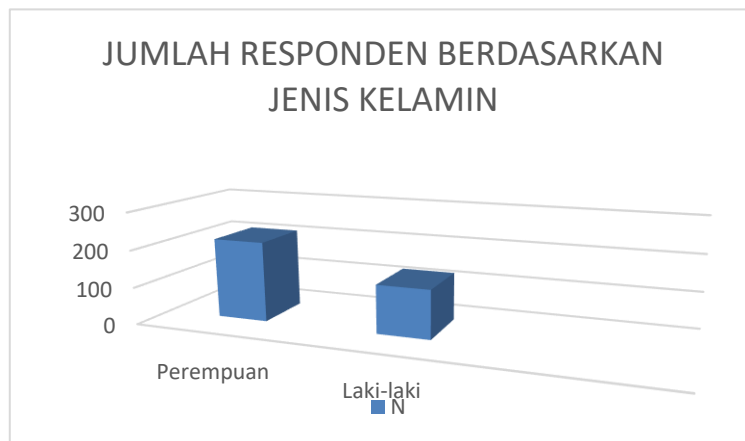 JUMLAH RESPONDEN BERDASARKAN
JENIS KELAMIN
300
200
100
0
Perempuan
Laki-laki
N